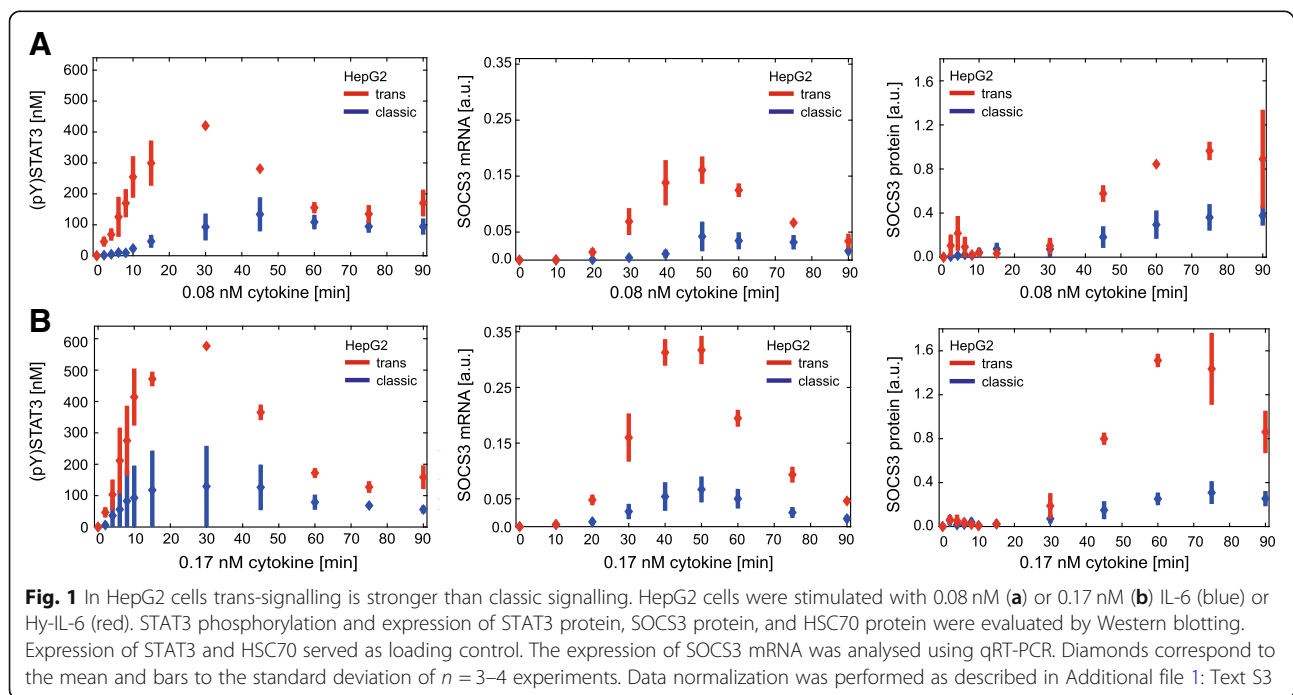 A
(pY)STAT3 [nM]
600
500
400
300
200
100
0
HepG2
trans
classic
0 10 20 30 40 50 60 70 80 90
0.08 nM cytokine [min]
SOCS3 mRNA [a.u.]
0.35
0.15
0.05
0.0
HepG2
trans
classic
0 10 20 30 40 50 60 70 80 90
0.08 nM cytokine [min]
SOCS3 protein [a.u.]
1.6
1.2
0.8
0.4
0.0
HepG2
trans
classic
0 10 20 30 40 50 60 70 80 90
0.08 nM cytokine [min]
B
(pY)STAT3 [nM]
600
500
400
300
200
100
0
HepG2
trans
classic
0 10 20 30 40 50 60 70 80 90
0.17 nM cytokine [min]
SOCS3 mRNA [a.u.]
0.35
0.25
0.15
0.05
0.0
HepG2
trans
classic
0 10 20 30 40 50 60 70 80 90
0.17 nM cytokine [min]
SOCS3 protein [a.u.]
1.6
1.2
0.8
0.4
0.0
HepG2
trans
classic
0 10 20 30 40 50 60 70 80 90
0.17 nM cytokine [min]
Fig. 1 In HepG2 cells trans-signalling is stronger than classic signalling. HepG2 cells were stimulated with 0.08 nM (a) or 0.17 nM (b) IL-6 (blue) or
Hy-IL-6 (red). STAT3 phosphorylation and expression of STAT3 protein, SOCS3 protein, and HSC70 protein were evaluated by Western blotting.
Expression of STAT3 and HSC70 served as loading control. The expression of SOCS3 mRNA was analysed using qRT-PCR. Diamonds correspond to
the mean and bars to the standard deviation of n = 3–4 experiments. Data normalization was performed as described in Additional file 1: Text S3